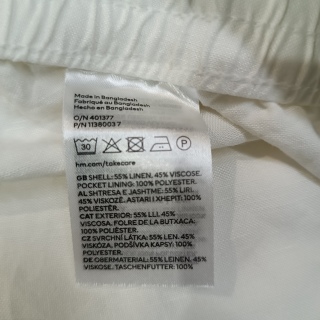 Made in Bangladesh
Fabriqué au Bangladesh
Hecho en Bangladesh
O/N 401377
P/N 1138003 7
30
P
hm.com/takecare
GB SHELL: 55% LINEN, 45% VISCOSE.
POCKET LINING: 100% POLYESTER.
AL SHTRESA E JASHTME: 55% LIRI,
45% VISKOZË. ASTARI I XHEPIT: 100%
POLIESTËR.
CAT EXTERIOR: 55% LLI, 45%
VISCOSA, FOLRE DE LA BUTXACA:
100% POLIÈSTER
CZ SVRCHNÍ LÁTKA: 55% LEN, 45%
VISKÓZA. PODŠÍVKA KAPSY: 100%
POLYESTER.
DE OBERMATERIAL: 55% LEINEN, 45%
VISKOSE. TASCHENFUTTER: 100%